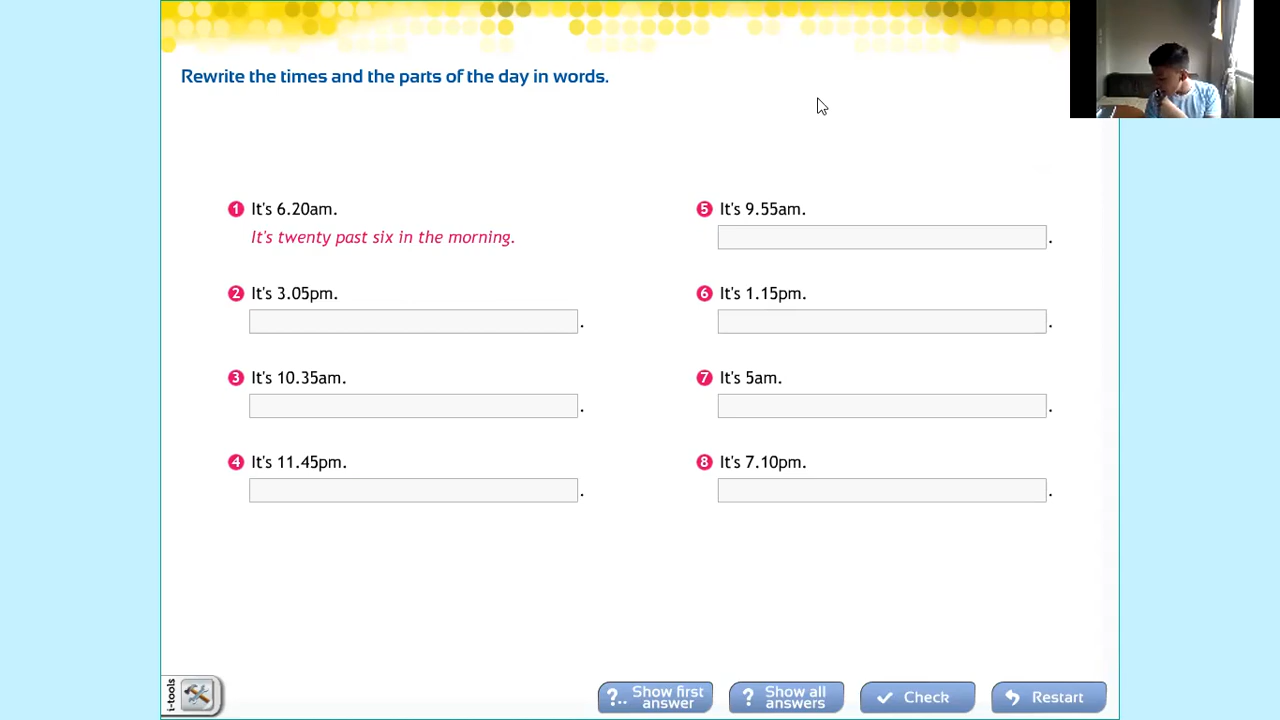 Rewrite the times and the parts of the day in words.
1 It's 6.20am.
It's twenty past six in the morning.
2 It's 3.05pm.
.
3 It's 10.35am.
.
4 It's 11.45pm.
.
5 It's 9.55am.
.
6 It's 1.15pm.
.
7 It's 5am.
.
8 It's 7.10pm.
.
i-tools
?.. Show first answer
? Show all answers
Check
Restart